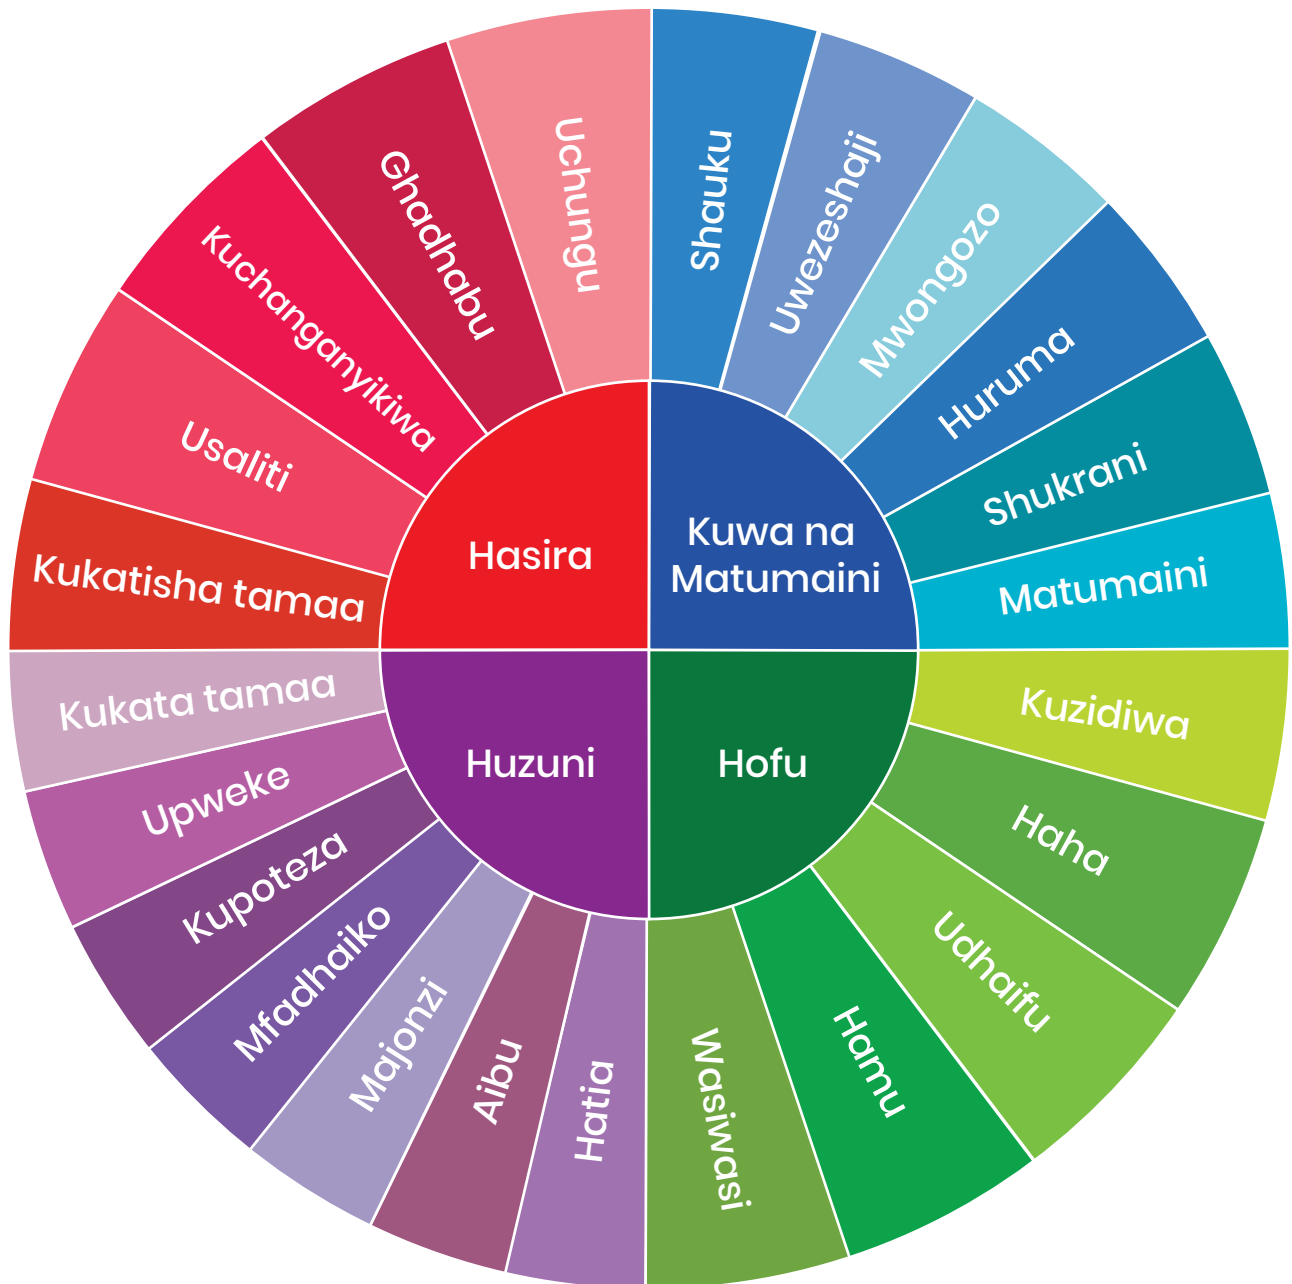 Hasira
Kuwa na
Matumaini
Huzuni
Hofu
Shauku
Uwezeshaji
Mwongozo
Huruma
Shukrani
Matumaini
Kuzidiwa
Haha
Udhaifu
Hamu
Wasiwasi
Hatia
Aibu
Majonzi
Mfadhaiko
Kupoteza
Upweke
Kukata tamaa
Kukatisha tamaa
Usaliti
Kuchanganyikiwa
Ghadhabu
Uchungu